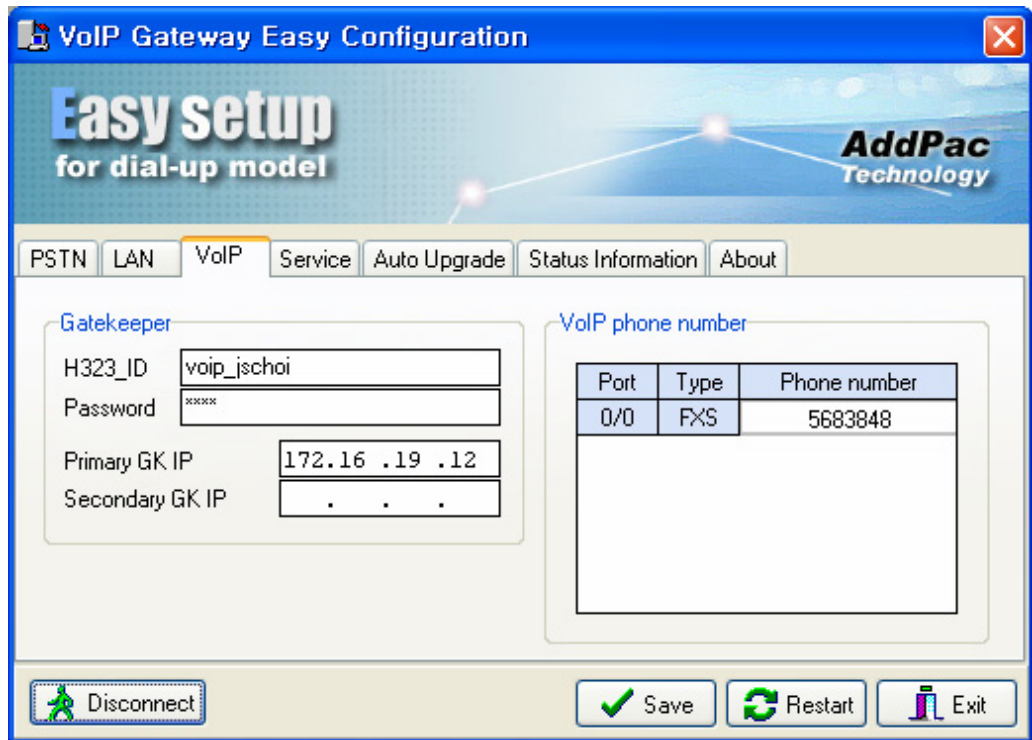 VoIP Gateway Easy Configuration
Easy setup
for dial-up model
AddPac
Technology
PSTN LAN VoIP Service Auto Upgrade Status Information About
Gatekeeper
H323_ID voip_jschoi
Password ****
Primary GK IP 172.16 .19 .12
Secondary GK IP . . .
VoIP phone number
Port Type Phone number
0/0 FXS 5683848
Disconnect Save Restart Exit